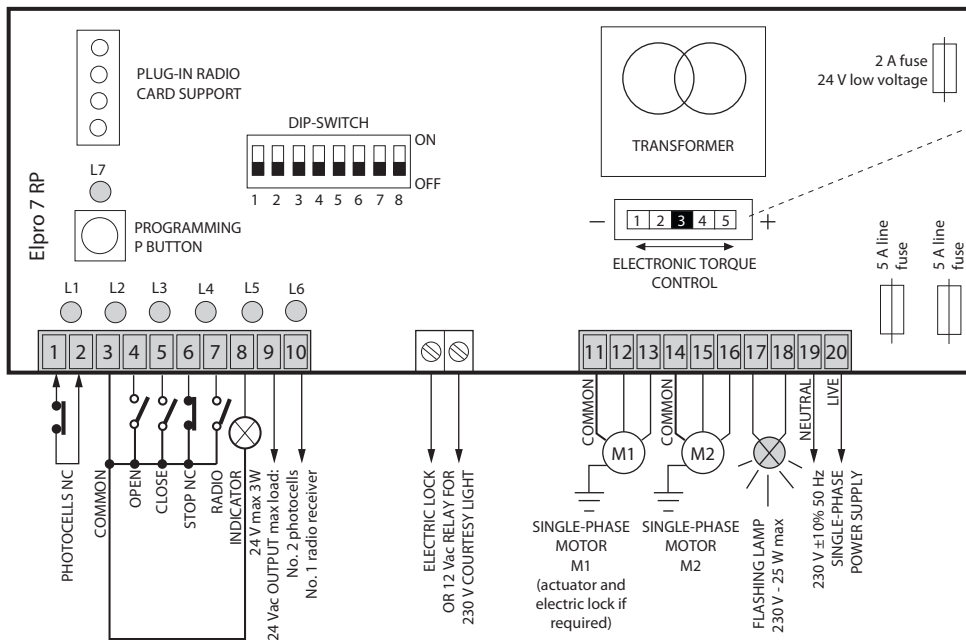 PLUG-IN RADIO
CARD SUPPORT
DIP-SWITCH
ON
OFF
1 2 3 4 5 6 7 8
TRANSFORMER
2 A fuse
24 V low voltage
Elpro 7 RP
L7
PROGRAMMING
P BUTTON
− 1 2 3 4 5 +
ELECTRONIC TORQUE
CONTROL
5 A line
fuse
5 A line
fuse
L1 L2 L3 L4 L5 L6
1 2 3 4 5 6 7 8 9 10
11 12 13 14 15 16 17 18 19 20
PHOTOCELLS NC
COMMON
OPEN
CLOSE
STOP NC
RADIO
INDICATOR
24 V max 3W
24 Vac OUTPUT max load:
No. 2 photocells
No. 1 radio receiver
ELECTRIC LOCK
OR 12 Vac RELAY FOR
230 V COURTESY LIGHT
COMMON
M1
SINGLE-PHASE
MOTOR
M1
(actuator and
electric lock if
required)
COMMON
M2
SINGLE-PHASE
MOTOR
M2
FLASHING LAMP
230 V - 25 W max
NEUTRAL
LIVE
230 V ±10% 50 Hz
SINGLE-PHASE
POWER SUPPLY